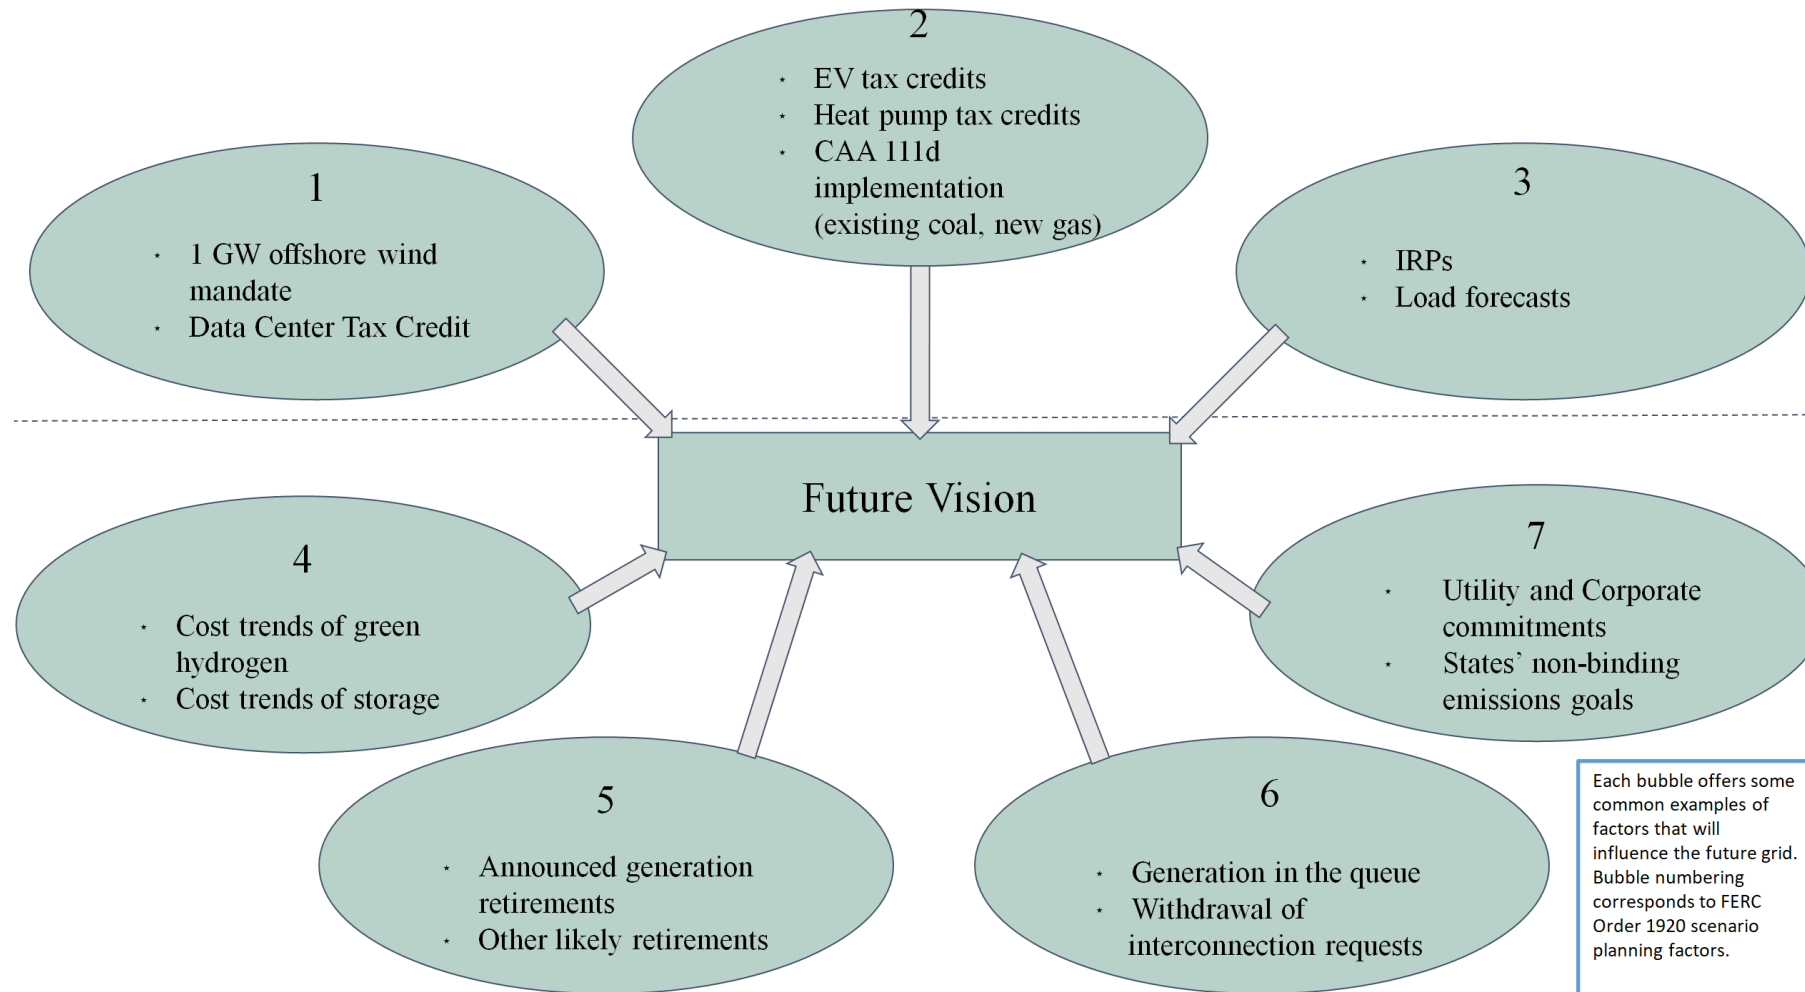 1
* 1 GW offshore wind
mandate
* Data Center Tax Credit
2
* EV tax credits
* Heat pump tax credits
* CAA 111d
implementation
(existing coal, new gas)
3
* IRPs
* Load forecasts
Future Vision
4
* Cost trends of green
hydrogen
* Cost trends of storage
5
* Announced generation
retirements
* Other likely retirements
6
* Generation in the queue
* Withdrawal of
interconnection requests
7
* Utility and Corporate
commitments
* States’ non-binding
emissions goals
Each bubble offers some
common examples of
factors that will
influence the future grid.
Bubble numbering
corresponds to FERC
Order 1920 scenario
planning factors.